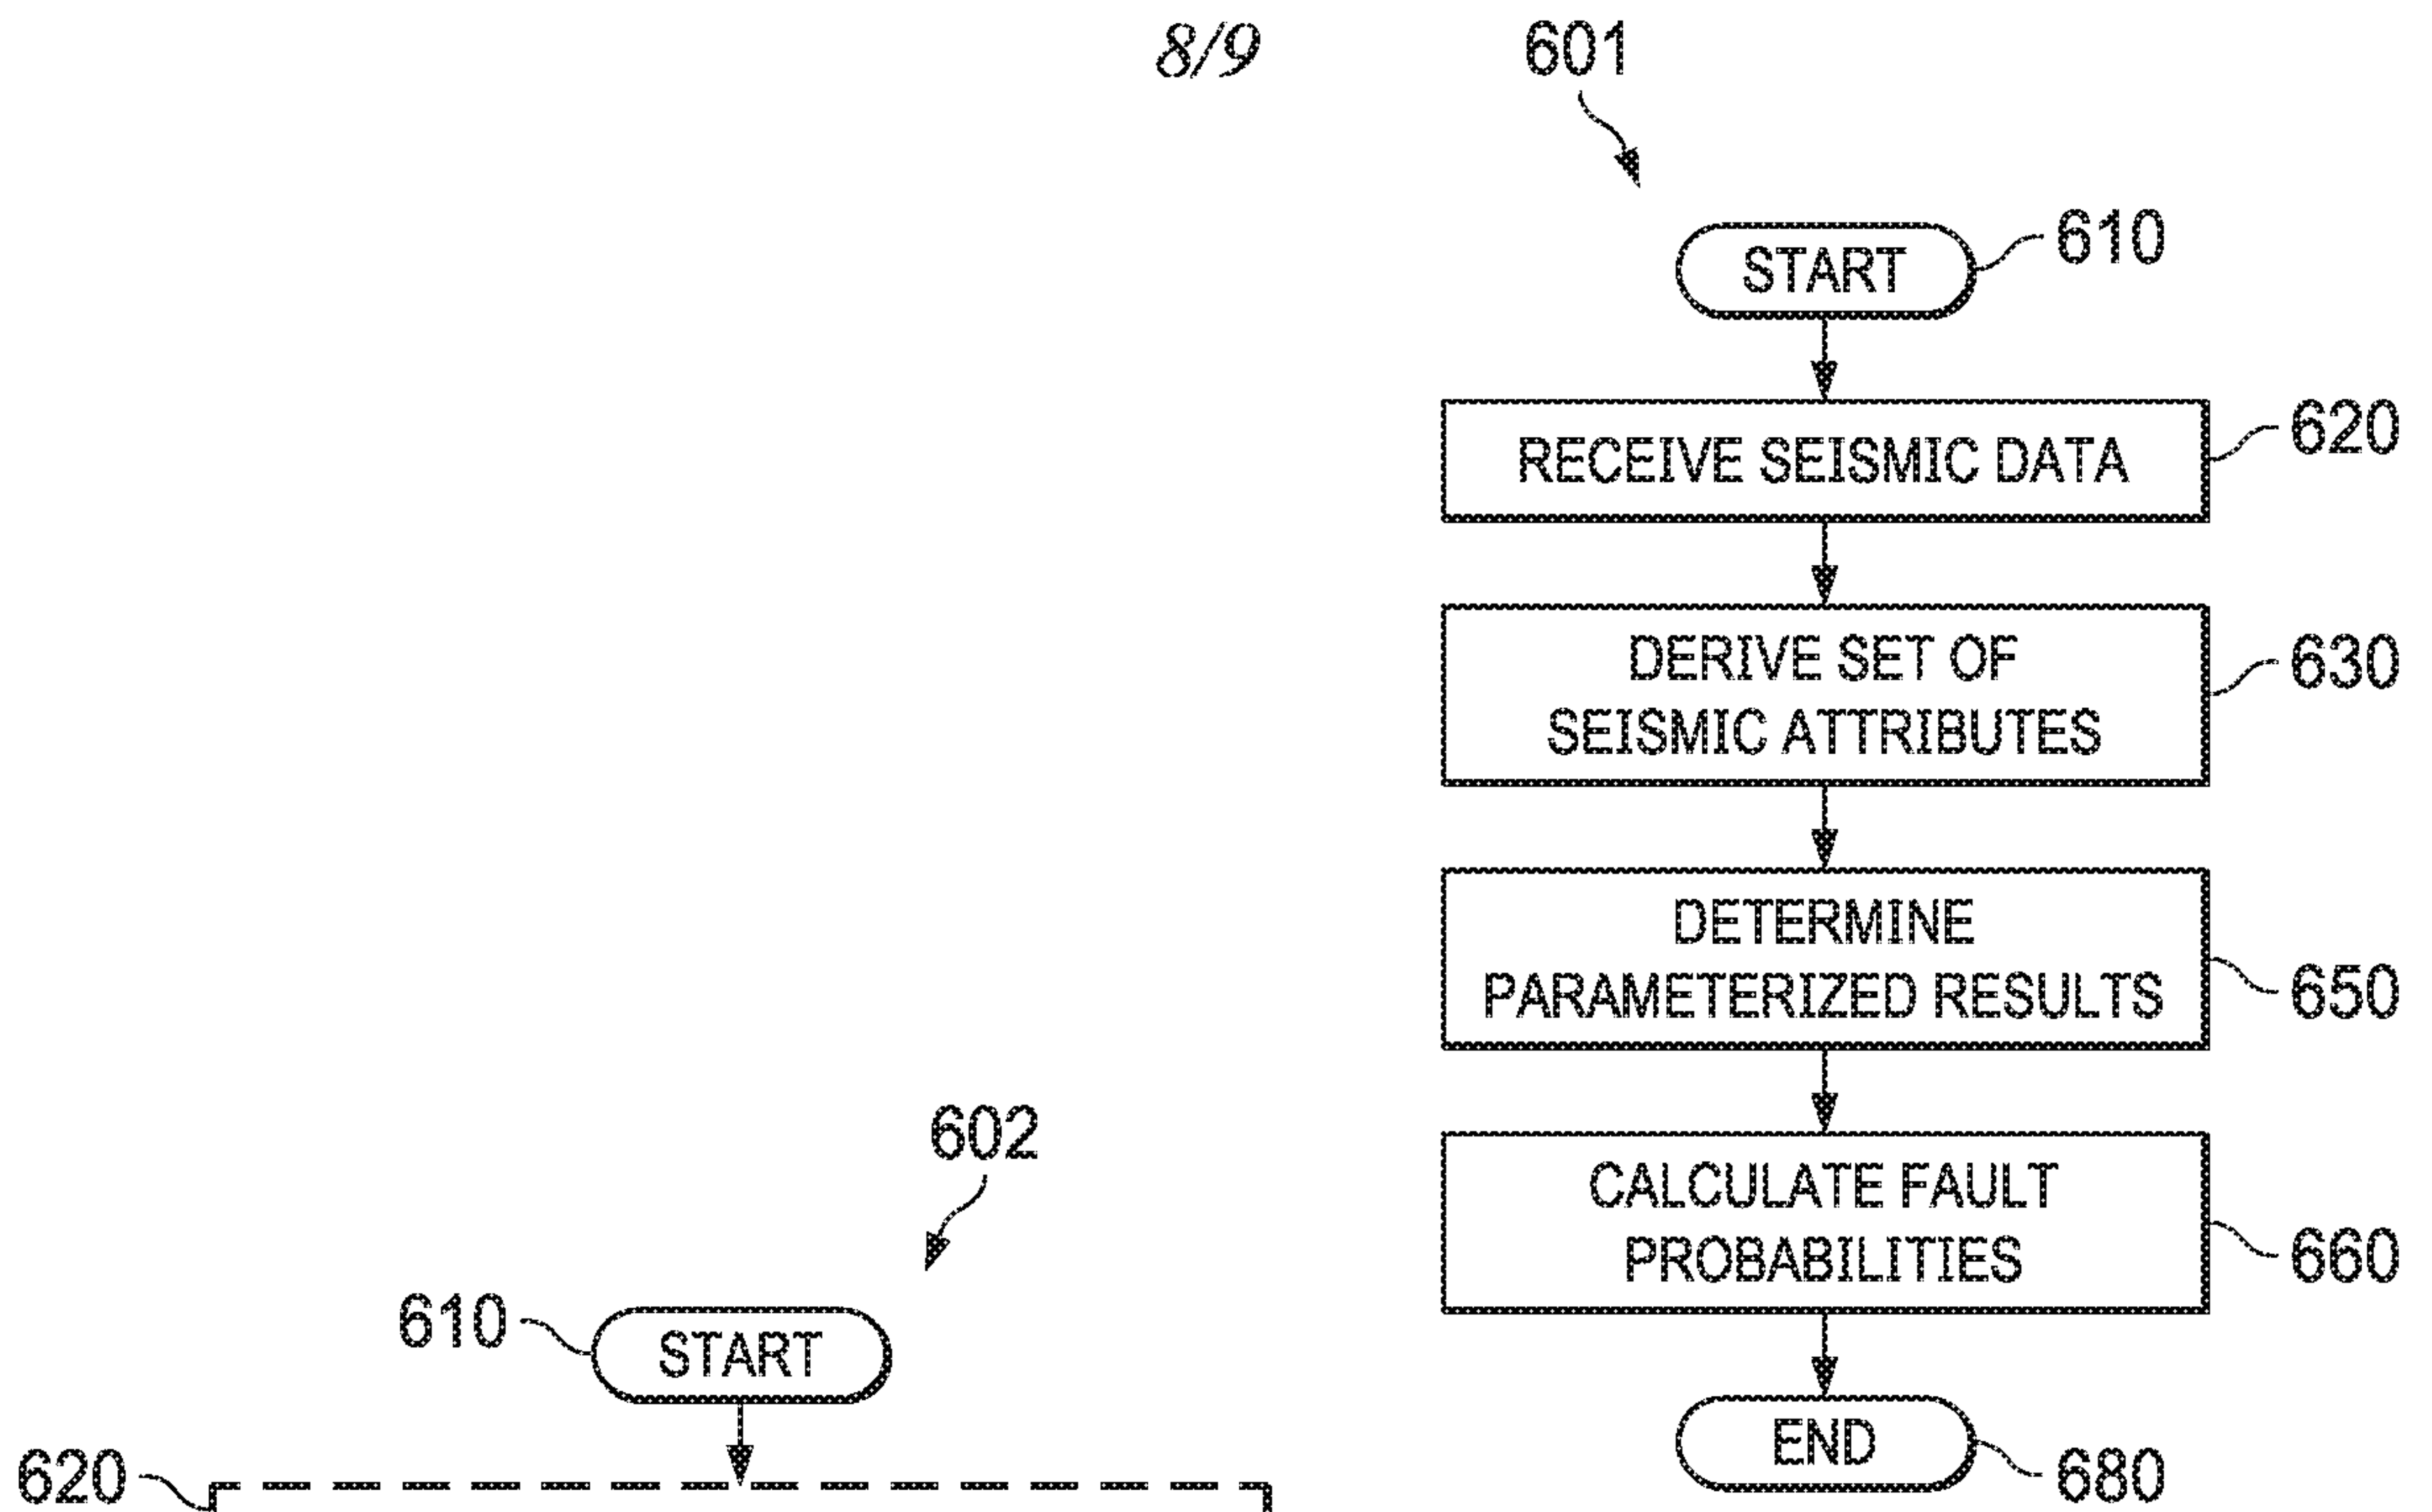 8/9
601
START
610
RECEIVE SEISMIC DATA
620
DERIVE SET OF
SEISMIC ATTRIBUTES
630
DETERMINE
PARAMETERIZED RESULTS
650
CALCULATE FAULT
PROBABILITIES
660
END
680
602
610
START
620